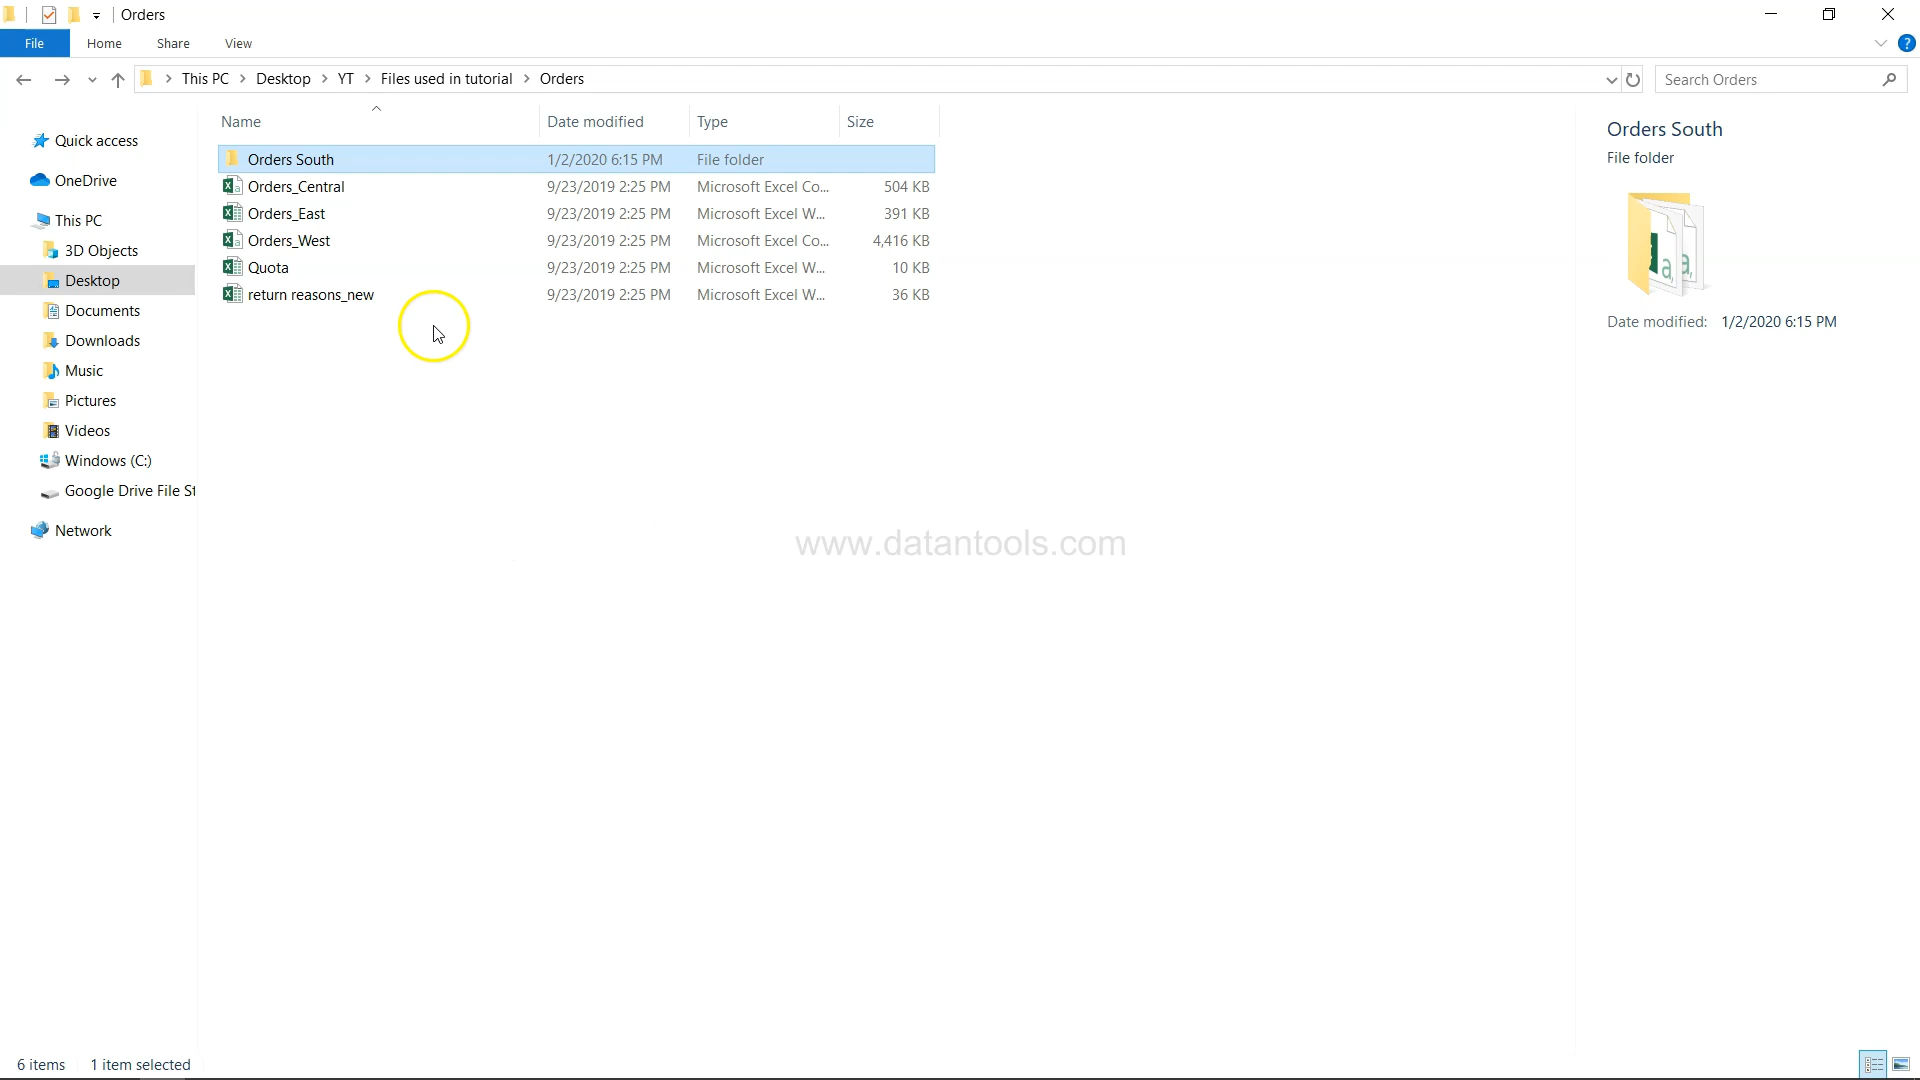 Orders
File Home Share View
This PC > Desktop > YT > Files used in tutorial > Orders
Search Orders
Quick access
OneDrive
This PC
3D Objects
Desktop
Documents
Downloads
Music
Pictures
Videos
Windows (C:)
Google Drive File St
Network
Name Date modified Type Size
Orders South 1/2/2020 6:15 PM File folder
Orders_Central 9/23/2019 2:25 PM Microsoft Excel Co... 504 KB
Orders_East 9/23/2019 2:25 PM Microsoft Excel W... 391 KB
Orders_West 9/23/2019 2:25 PM Microsoft Excel Co... 4,416 KB
Quota 9/23/2019 2:25 PM Microsoft Excel W... 10 KB
return reasons_new 9/23/2019 2:25 PM Microsoft Excel W... 36 KB
www.datantools.com
Orders South
File folder
Date modified: 1/2/2020 6:15 PM
6 items 1 item selected